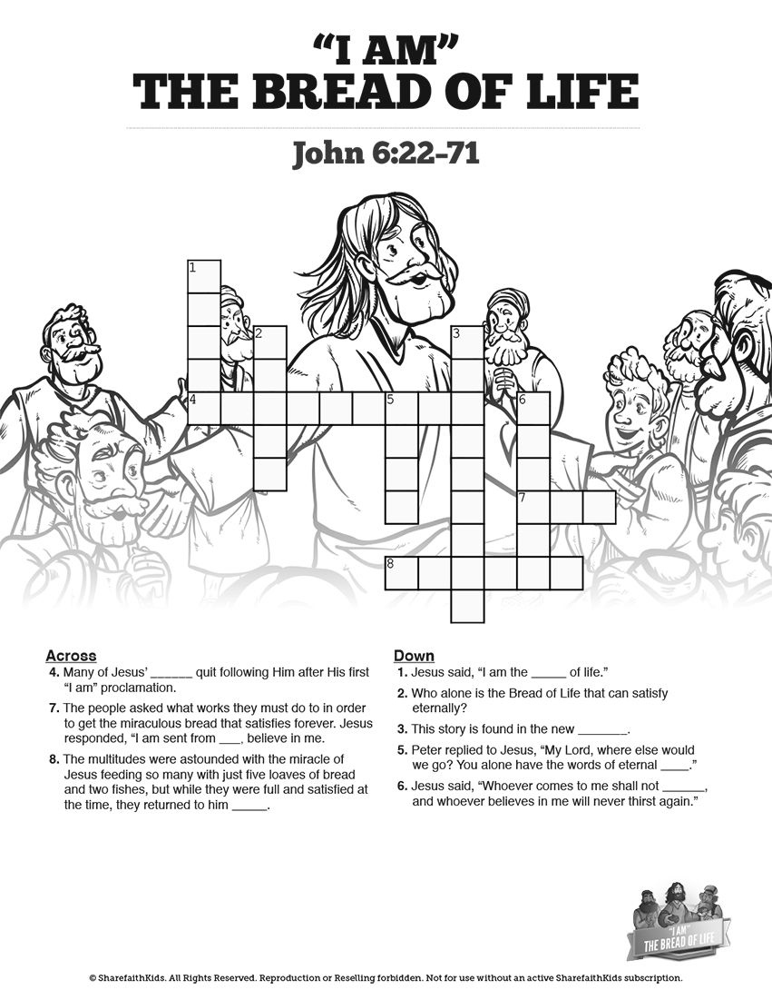 “I AM”
THE BREAD OF LIFE
John 6:22–71
1
2
3
4
5
6
7
8
Across
4. Many of Jesus’ ______ quit following Him after His first
“I am” proclamation.
7. The people asked what works they must do to in order
to get the miraculous bread that satisfies forever. Jesus
responded, “I am sent from ___, believe in me.
8. The multitudes were astounded with the miracle of
Jesus feeding so many with just five loaves of bread
and two fishes, but while they were full and satisfied at
the time, they returned to him _____.
Down
1. Jesus said, “I am the _____ of life.”
2. Who alone is the Bread of Life that can satisfy
eternally?
3. This story is found in the new _______.
5. Peter replied to Jesus, “My Lord, where else would
we go? You alone have the words of eternal ____.”
6. Jesus said, “Whoever comes to me shall not ______,
and whoever believes in me will never thirst again.”
“I AM”
THE BREAD OF LIFE
© SharefaithKids. All Rights Reserved. Reproduction or Reselling forbidden. Not for use without an active SharefaithKids subscription.